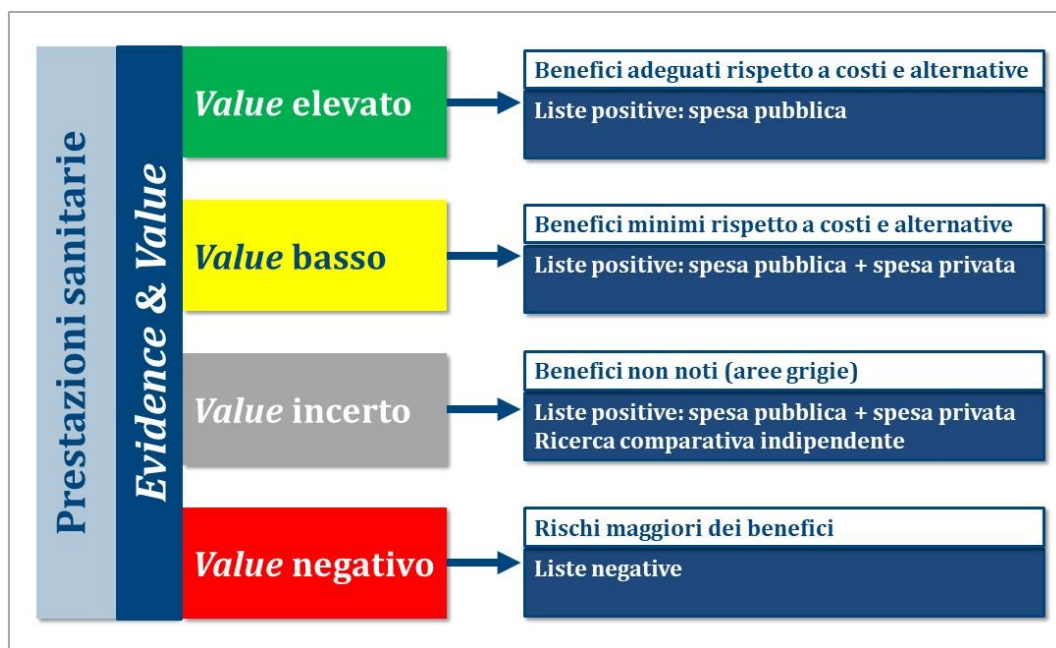 Prestazioni sanitarie
Evidence & Value
Value elevato
Benefici adeguati rispetto a costi e alternative
Liste positive: spesa pubblica
Value basso
Benefici minimi rispetto a costi e alternative
Liste positive: spesa pubblica + spesa privata
Value incerto
Benefici non noti (aree grigie)
Liste positive: spesa pubblica + spesa privata
Ricerca comparativa indipendente
Value negativo
Rischi maggiori dei benefici
Liste negative